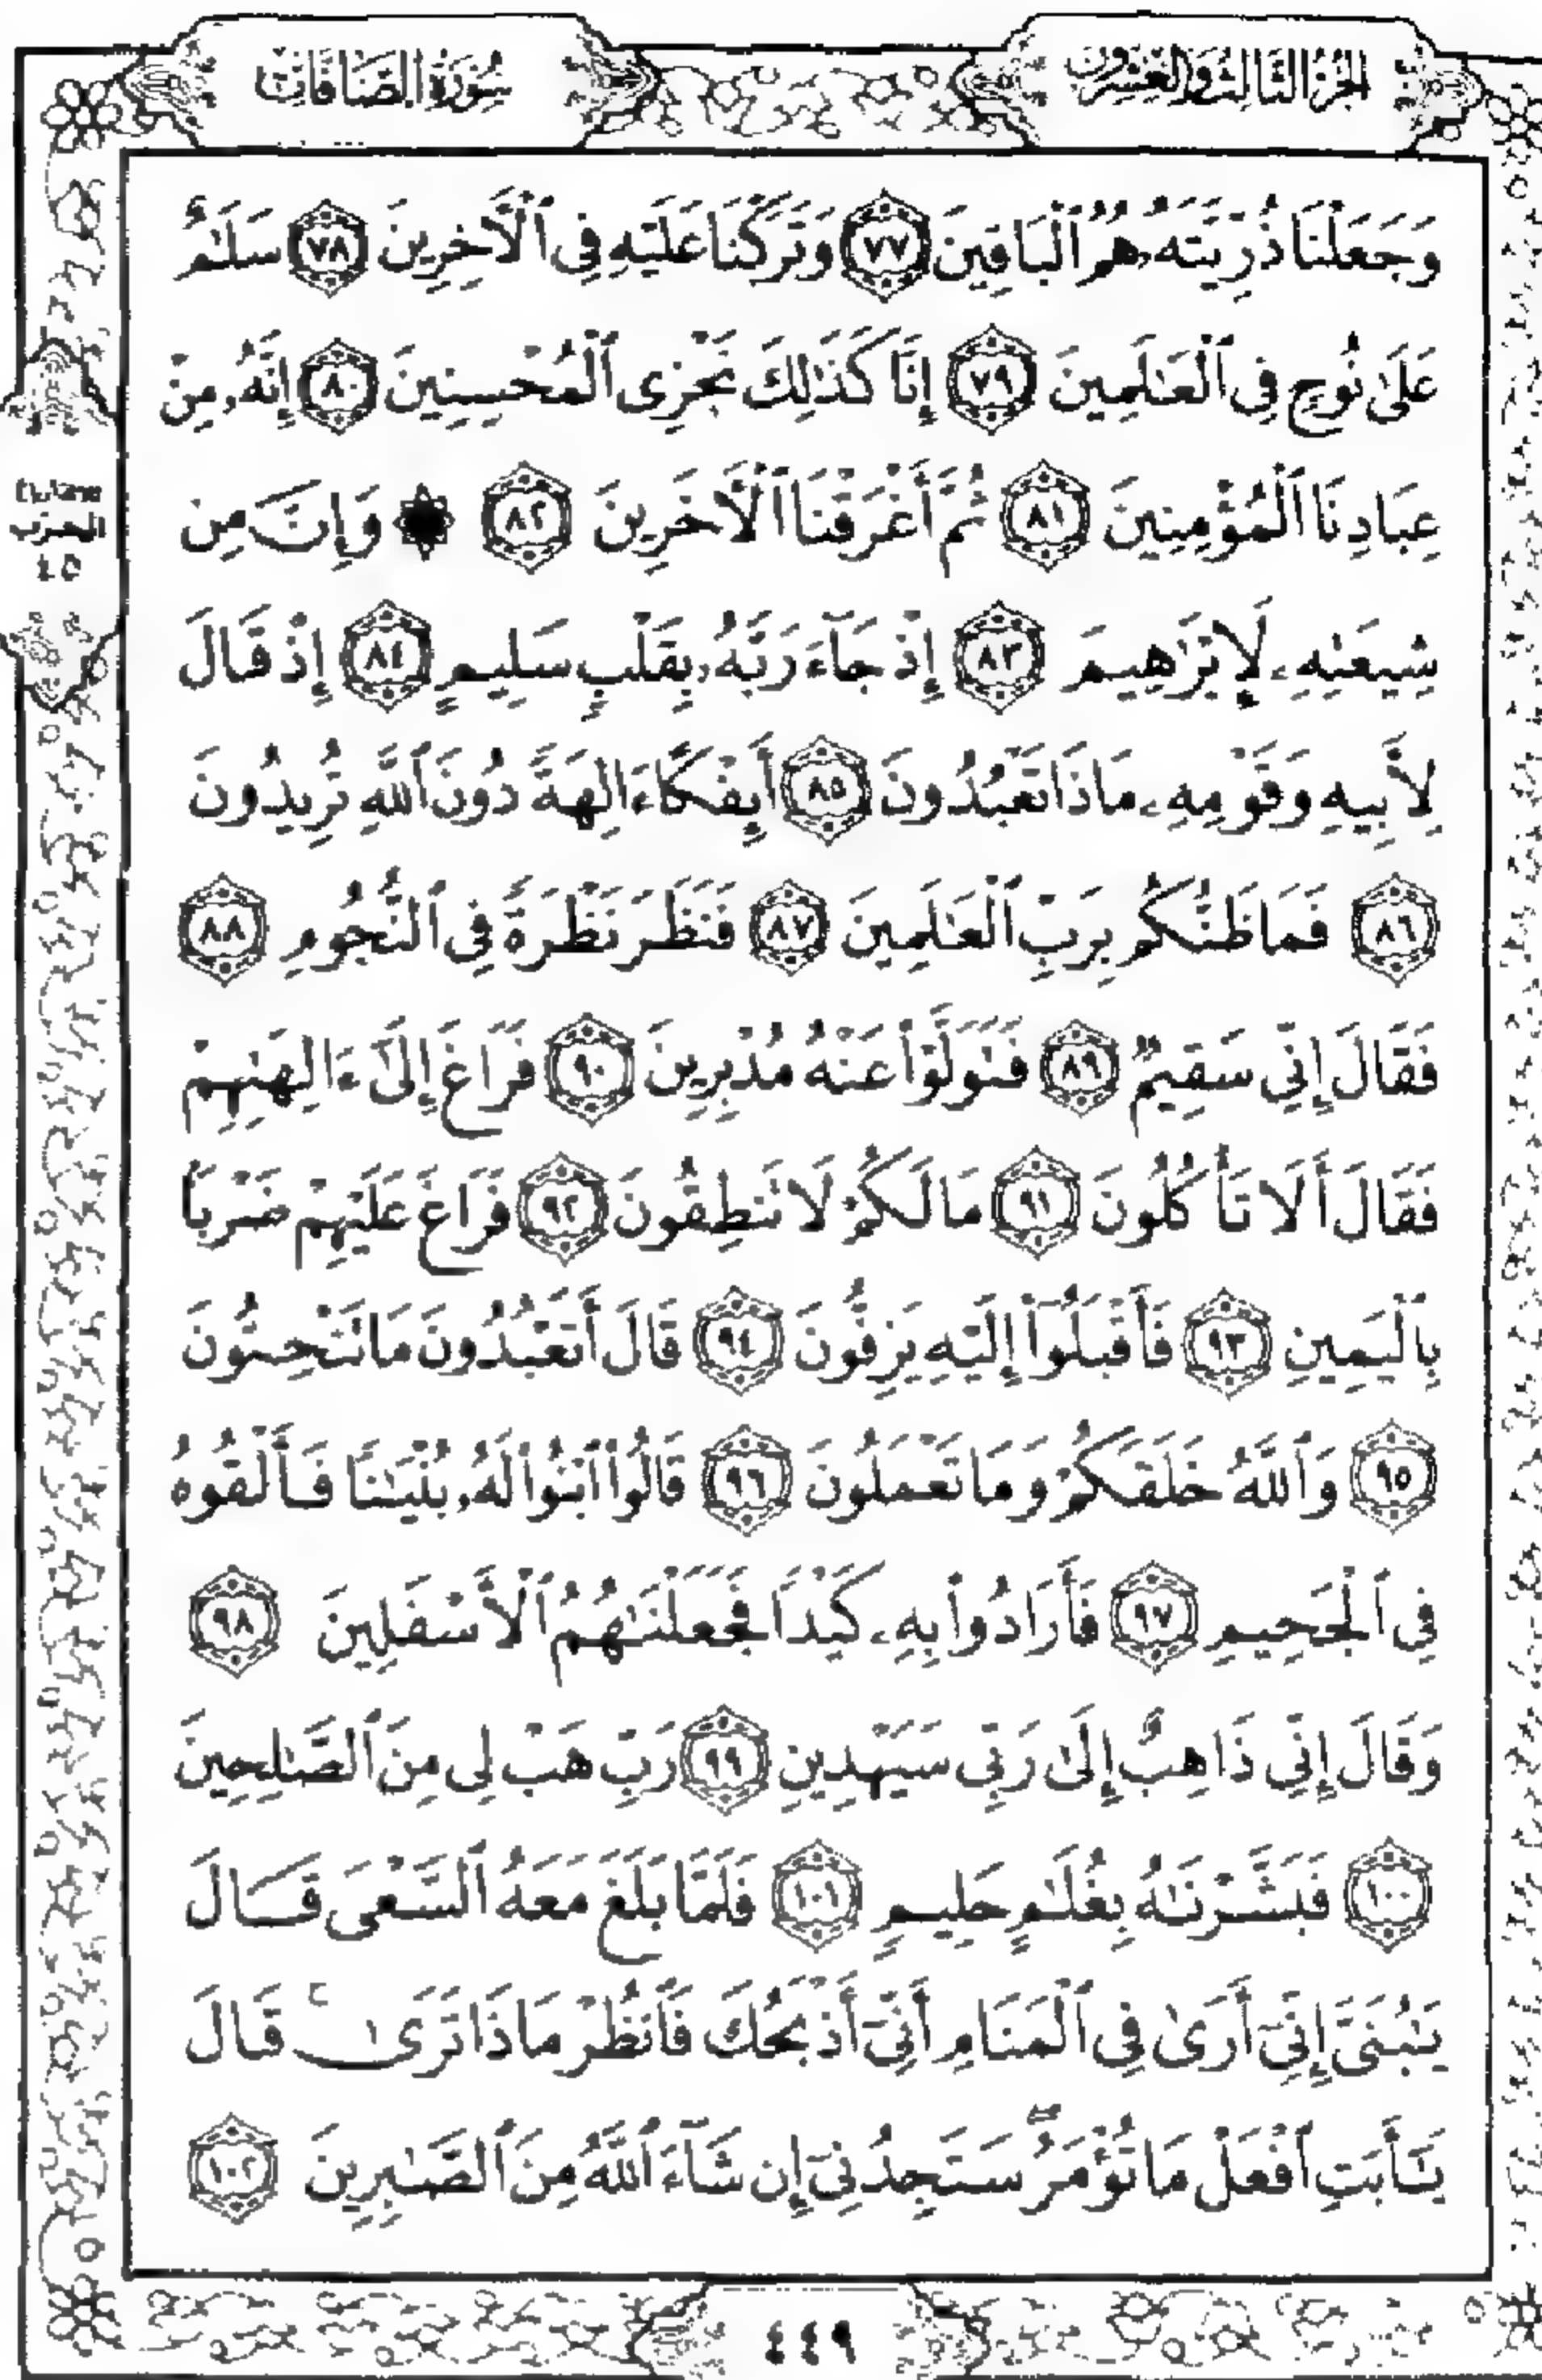 الجزء الثالث والعشرون
سورة الصافات
وَجَعَلْنَا ذُرِّيَّتَهُۥ هُمُ ٱلْبَاقِينَ ٧٧ وَتَرَكْنَا عَلَيْهِ فِى ٱلْأَخِرِينَ ٧٨ سَلَٰمٌ
عَلَىٰ نُوحٍ فِى ٱلْعَٰلَمِينَ ٧٩ إِنَّا كَذَٰلِكَ نَجْزِى ٱلْمُحْسِنِينَ ٨٠ إِنَّهُۥ مِنْ
عِبَادِنَا ٱلْمُؤْمِنِينَ ٨١ ثُمَّ أَغْرَقْنَا ٱلْأَخَرِينَ ٨٢ ۞ وَإِنَّ مِن
شِيعَتِهِۦ لَإِبْرَٰهِيمَ ٨٣ إِذْ جَآءَ رَبَّهُۥ بِقَلْبٍ سَلِيمٍ ٨٤ إِذْ قَالَ
لِأَبِيهِ وَقَوْمِهِۦ مَاذَا تَعْبُدُونَ ٨٥ أَئِفْكًا ءَالِهَةً دُونَ ٱللَّهِ تُرِيدُونَ
٨٦ فَمَا ظَنُّكُم بِرَبِّ ٱلْعَٰلَمِينَ ٨٧ فَنَظَرَ نَظْرَةً فِى ٱلنُّجُومِ ٨٨
فَقَالَ إِنِّى سَقِيمٌ ٨٩ فَتَوَلَّوْا۟ عَنْهُ مُدْبِرِينَ ٩٠ فَرَاغَ إِلَىٰٓ ءَالِهَتِهِمْ
فَقَالَ أَلَا تَأْكُلُونَ ٩١ مَا لَكُمْ لَا تَنطِقُونَ ٩٢ فَرَاغَ عَلَيْهِمْ ضَرْبًۢا
بِٱلْيَمِينِ ٩٣ فَأَقْبَلُوٓا۟ إِلَيْهِ يَزِفُّونَ ٩٤ قَالَ أَتَعْبُدُونَ مَا تَنْحِتُونَ
٩٥ وَٱللَّهُ خَلَقَكُمْ وَمَا تَعْمَلُونَ ٩٦ قَالُوا۟ ٱبْنُوا۟ لَهُۥ بُنْيَٰنًا فَأَلْقُوهُ
فِى ٱلْجَحِيمِ ٩٧ فَأَرَادُوا۟ بِهِۦ كَيْدًا فَجَعَلْنَٰهُمُ ٱلْأَسْفَلِينَ ٩٨
وَقَالَ إِنِّى ذَاهِبٌ إِلَىٰ رَبِّى سَيَهْدِينِ ٩٩ رَبِّ هَبْ لِى مِنَ ٱلصَّٰلِحِينَ
١٠٠ فَبَشَّرْنَٰهُ بِغُلَٰمٍ حَلِيمٍ ١٠١ فَلَمَّا بَلَغَ مَعَهُ ٱلسَّعْىَ قَالَ
يَٰبُنَىَّ إِنِّىٓ أَرَىٰ فِى ٱلْمَنَامِ أَنِّىٓ أَذْبَحُكَ فَٱنظُرْ مَاذَا تَرَىٰ ۚ قَالَ
يَٰٓأَبَتِ ٱفْعَلْ مَا تُؤْمَرُ ۖ سَتَجِدُنِىٓ إِن شَآءَ ٱللَّهُ مِنَ ٱلصَّٰبِرِينَ ١٠٢
الحزب
٤٥
٤٤٩